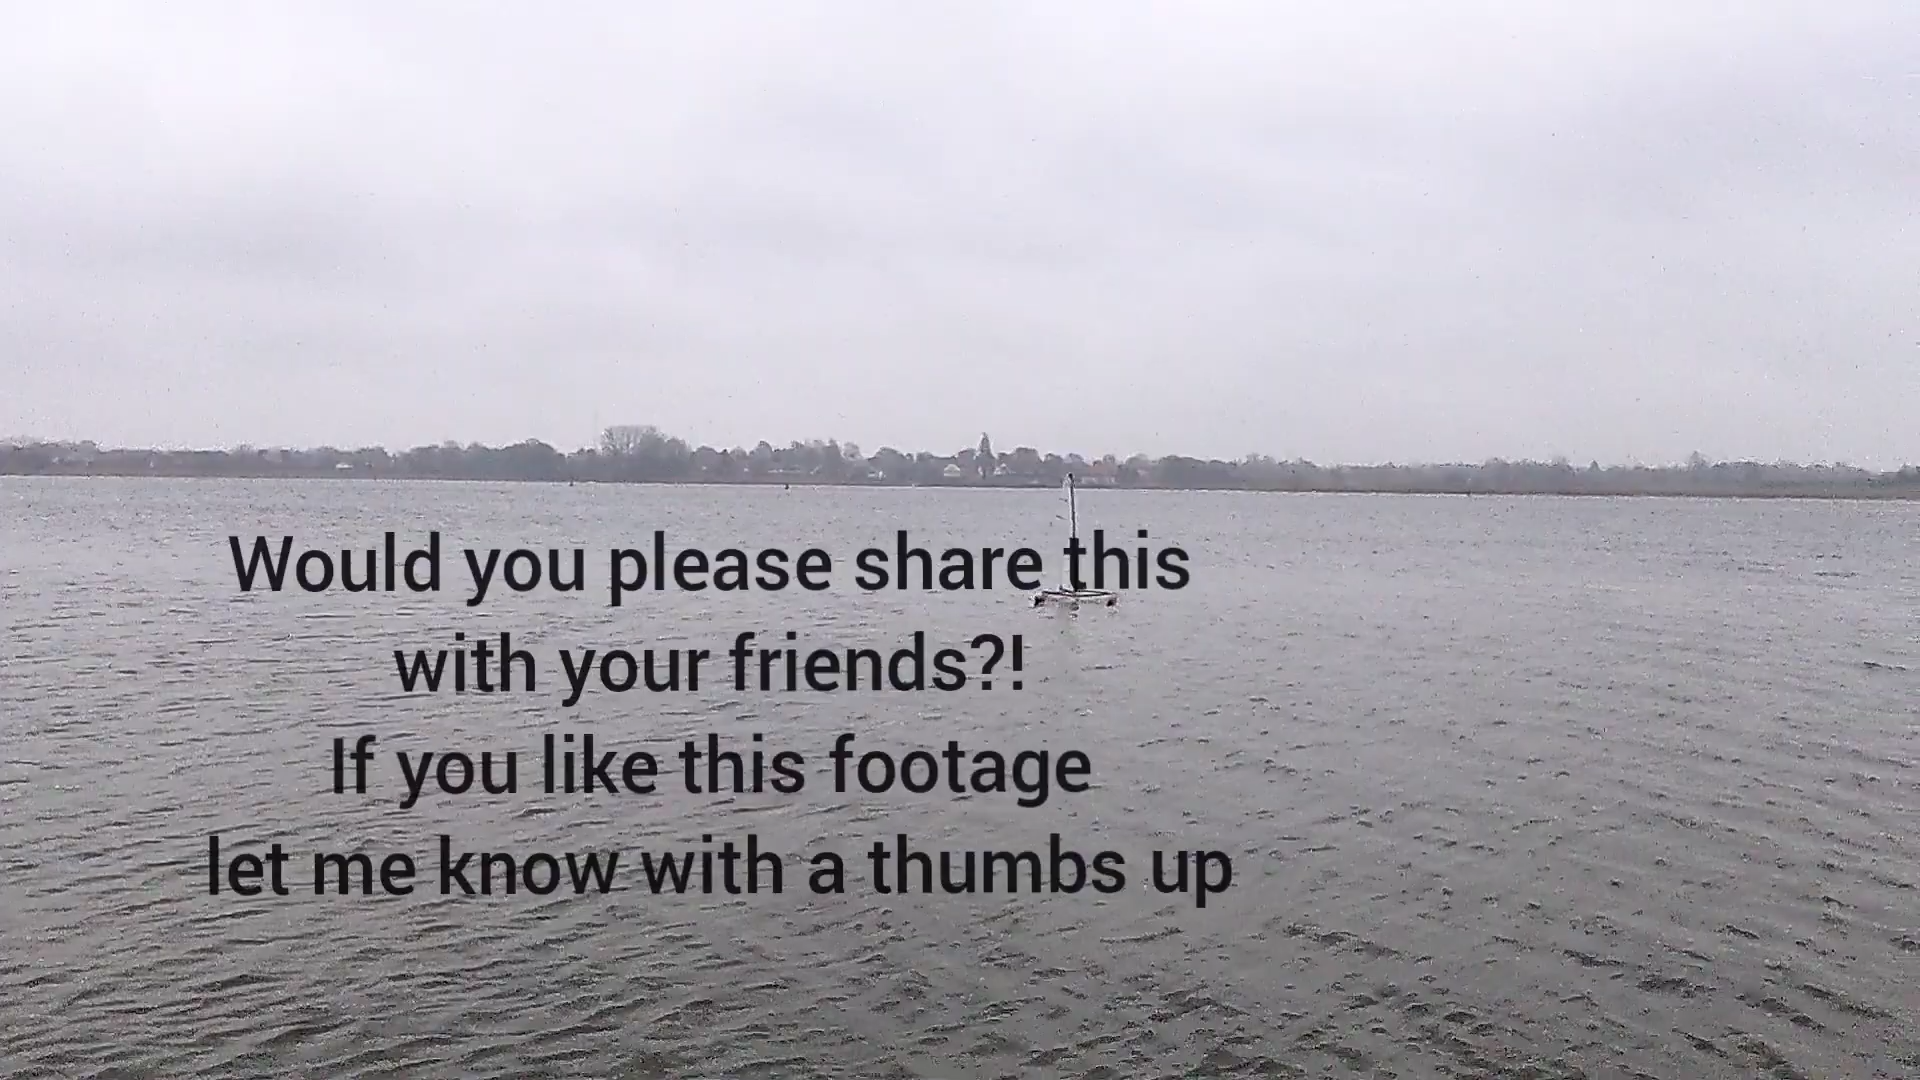 Would you please share this
with your friends?!
If you like this footage
let me know with a thumbs up